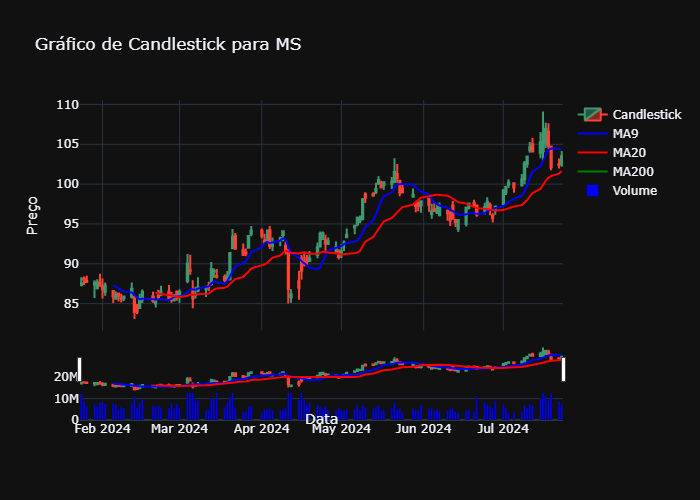 Gráfico de Candlestick para MS
110
105
100
95
90
85
Preço
Candlestick
MA9
MA20
MA200
Volume
20M
10M
0
Data
Feb 2024
Mar 2024
Apr 2024
May 2024
Jun 2024
Jul 2024